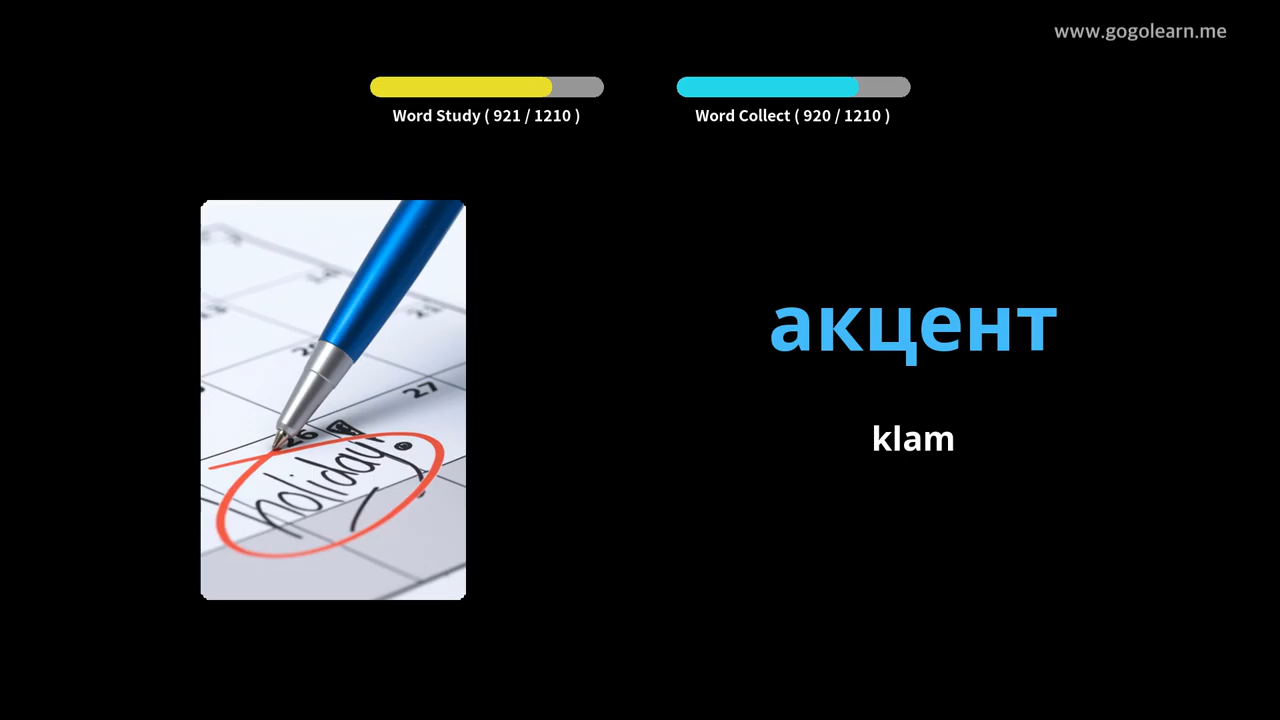 www.gogolearn.me
Word Study ( 921 / 1210 )
Word Collect ( 920 / 1210 )
акцент
klam
27
26
holiday!